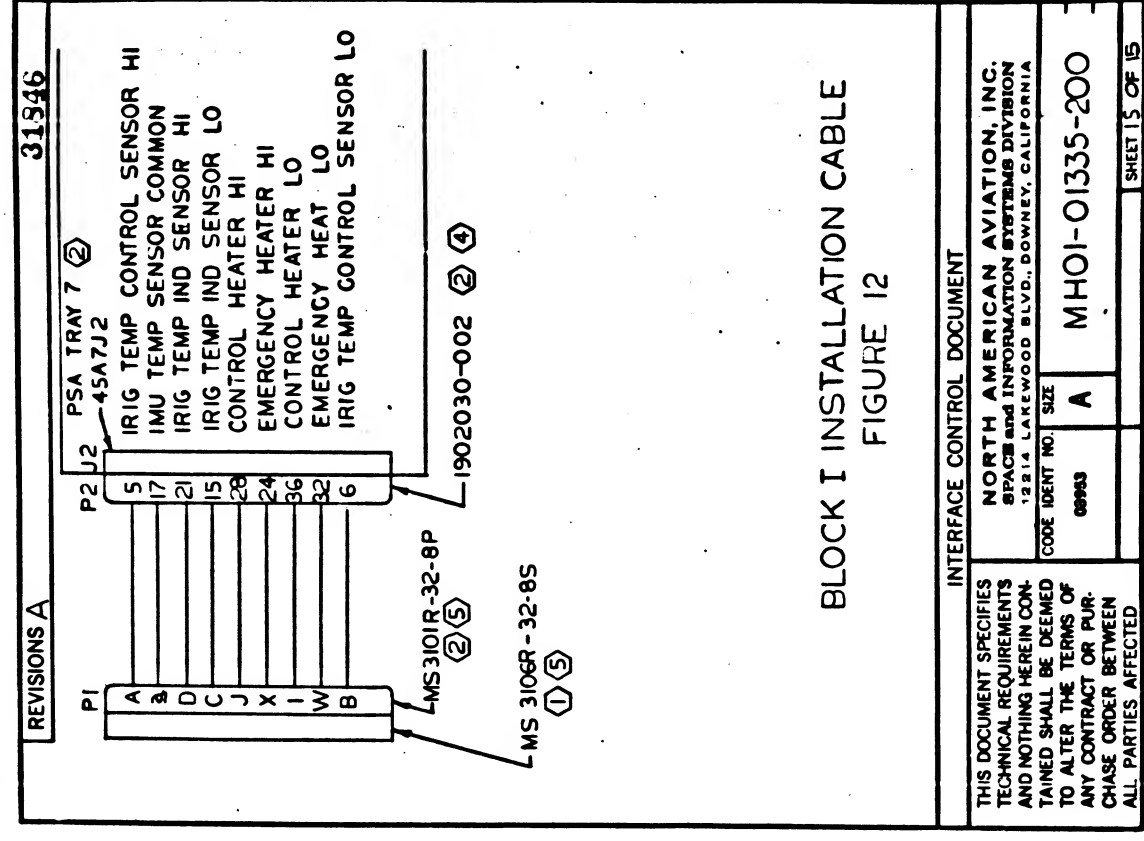 REVISIONS A
31846
P1
P2 J2
PSA TRAY 7 2
45A7J2
A 5 IRIG TEMP CONTROL SENSOR HI
a 17 IMU TEMP SENSOR COMMON
D 21 IRIG TEMP IND SENSOR HI
C 15 IRIG TEMP IND SENSOR LO
J 28 CONTROL HEATER HI
X 24 EMERGENCY HEATER HI
I 36 CONTROL HEATER LO
W 32 EMERGENCY HEAT LO
B 6 IRIG TEMP CONTROL SENSOR LO
MS3101R-32-8P
2 5
1902030-002 2 4
MS 3106R-32-8S
1 5
BLOCK I INSTALLATION CABLE
FIGURE 12
INTERFACE CONTROL DOCUMENT
THIS DOCUMENT SPECIFIES
TECHNICAL REQUIREMENTS
AND NOTHING HEREIN CON-
TAINED SHALL BE DEEMED
TO ALTER THE TERMS OF
ANY CONTRACT OR PUR-
CHASE ORDER BETWEEN
ALL PARTIES AFFECTED
NORTH AMERICAN AVIATION, INC.
SPACE and INFORMATION SYSTEMS DIVISION
12214 LAKEWOOD BLVD., DOWNEY, CALIFORNIA
CODE IDENT NO.
03953
SIZE
A
MH01-01335-200
SHEET 15 OF 15